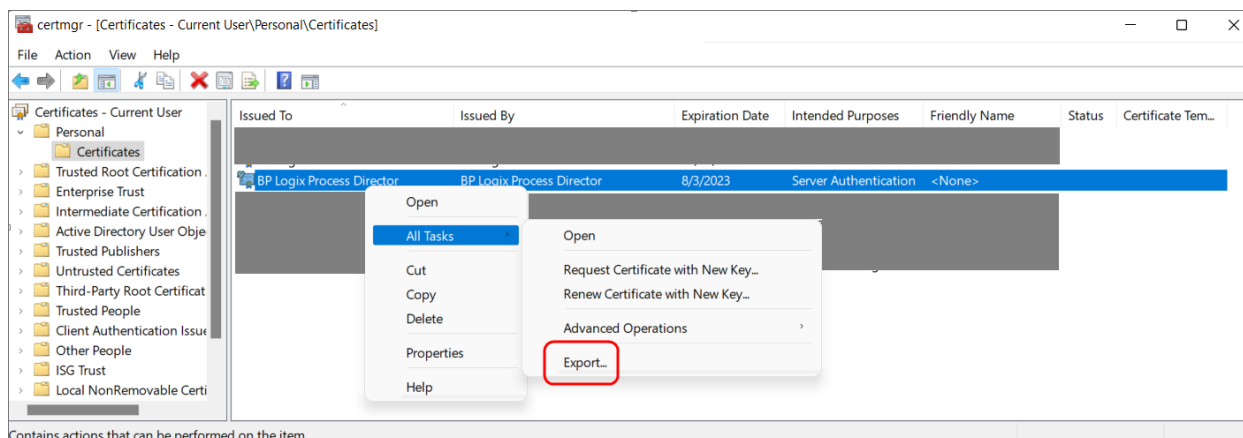 certmgr - [Certificates - Current User\Personal\Certificates]
File Action View Help
Certificates - Current User
Personal
Certificates
Trusted Root Certification
Enterprise Trust
Intermediate Certification
Active Directory User Obje
Trusted Publishers
Untrusted Certificates
Third-Party Root Certificat
Trusted People
Client Authentication Issue
Other People
ISG Trust
Local NonRemovable Certi
Issued To Issued By Expiration Date Intended Purposes Friendly Name Status Certificate Tem...
BP Logix Process Director BP Logix Process Director 8/3/2023 Server Authentication <None>
Open
All Tasks
Cut
Copy
Delete
Properties
Help
Open
Request Certificate with New Key...
Renew Certificate with New Key...
Advanced Operations
Export...
Contains actions that can be performed on the item